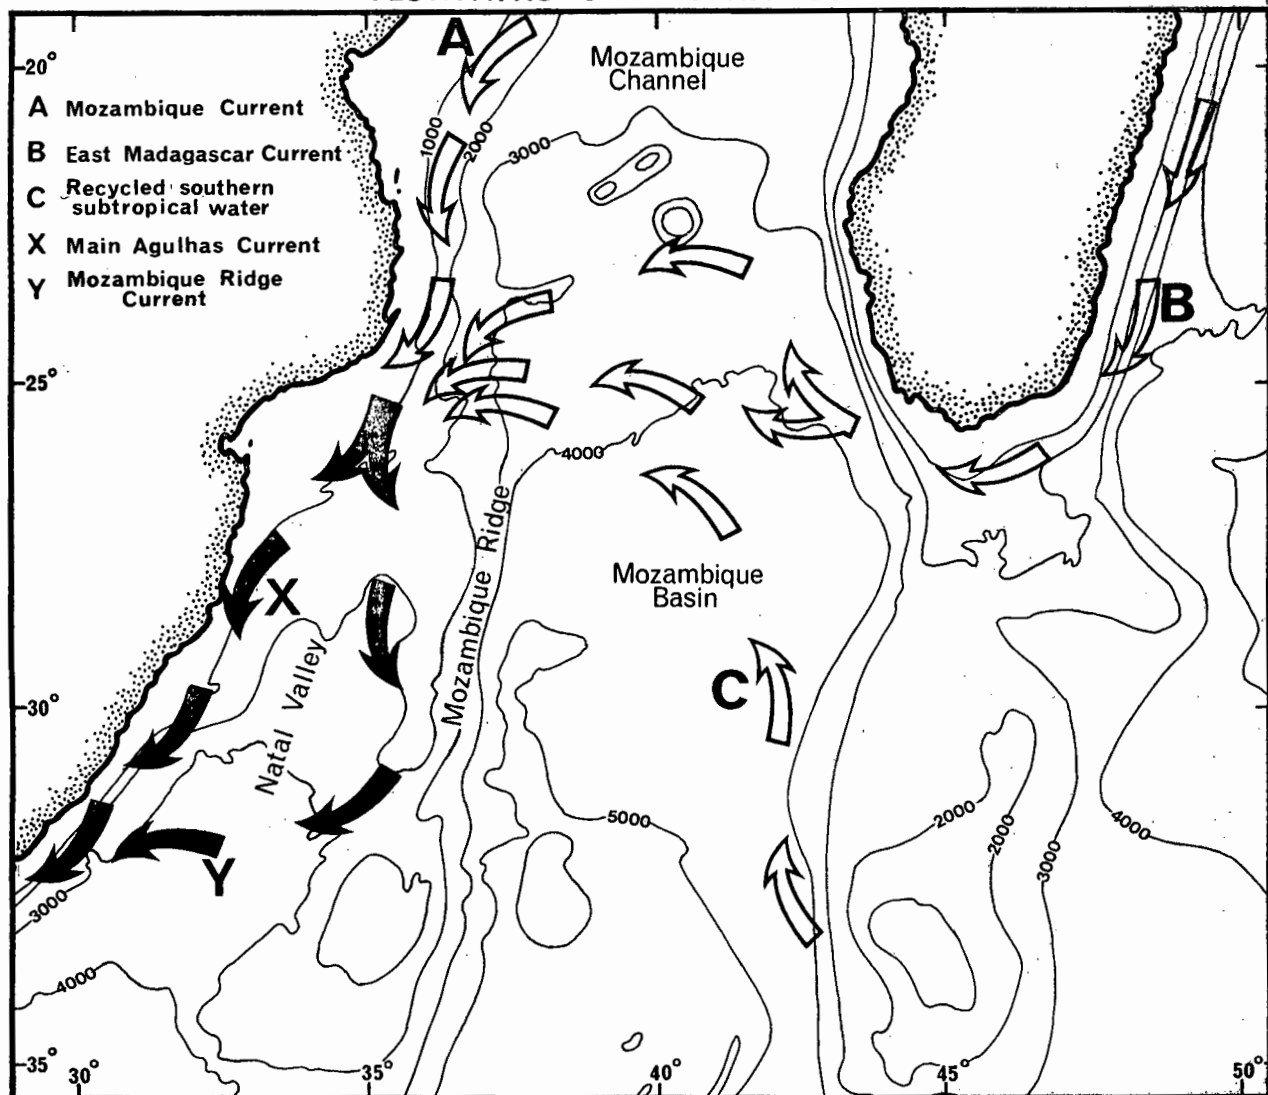 A
Mozambique
Channel
20°
A Mozambique Current
B East Madagascar Current
C Recycled southern
subtropical water
X Main Agulhas Current
Y Mozambique Ridge
Current
1000
2000
3000
B
25°
4000
Mozambique Ridge
X
Mozambique
Basin
C
30°
Natal Valley
5000
2000
2000
3000
4000
Y
3000
4000
35°
30°
35°
40°
45°
50°